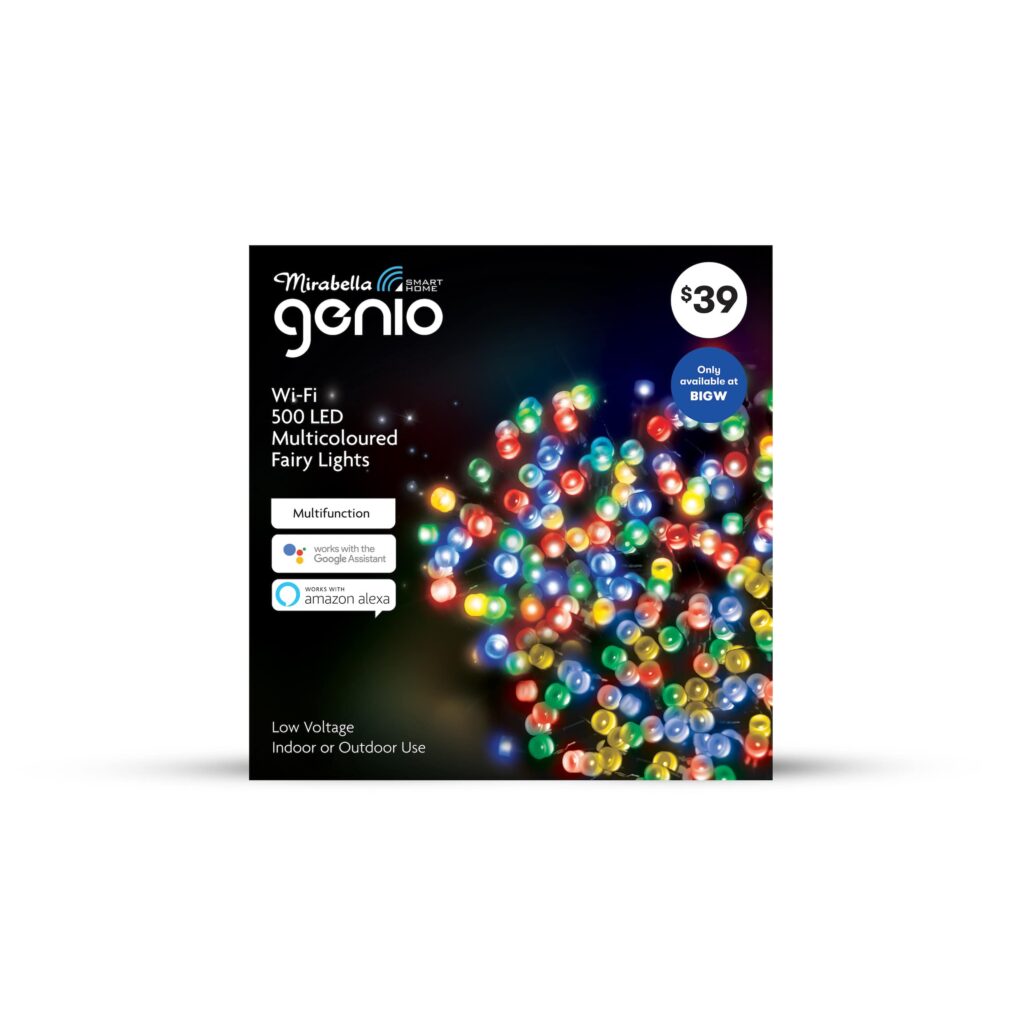 Mirabella SMART HOME
genio
$39
Only
available at
BIGW
Wi-Fi
500 LED
Multicoloured
Fairy Lights
Multifunction
works with the
Google Assistant
WORKS WITH
amazon alexa
Low Voltage
Indoor or Outdoor Use